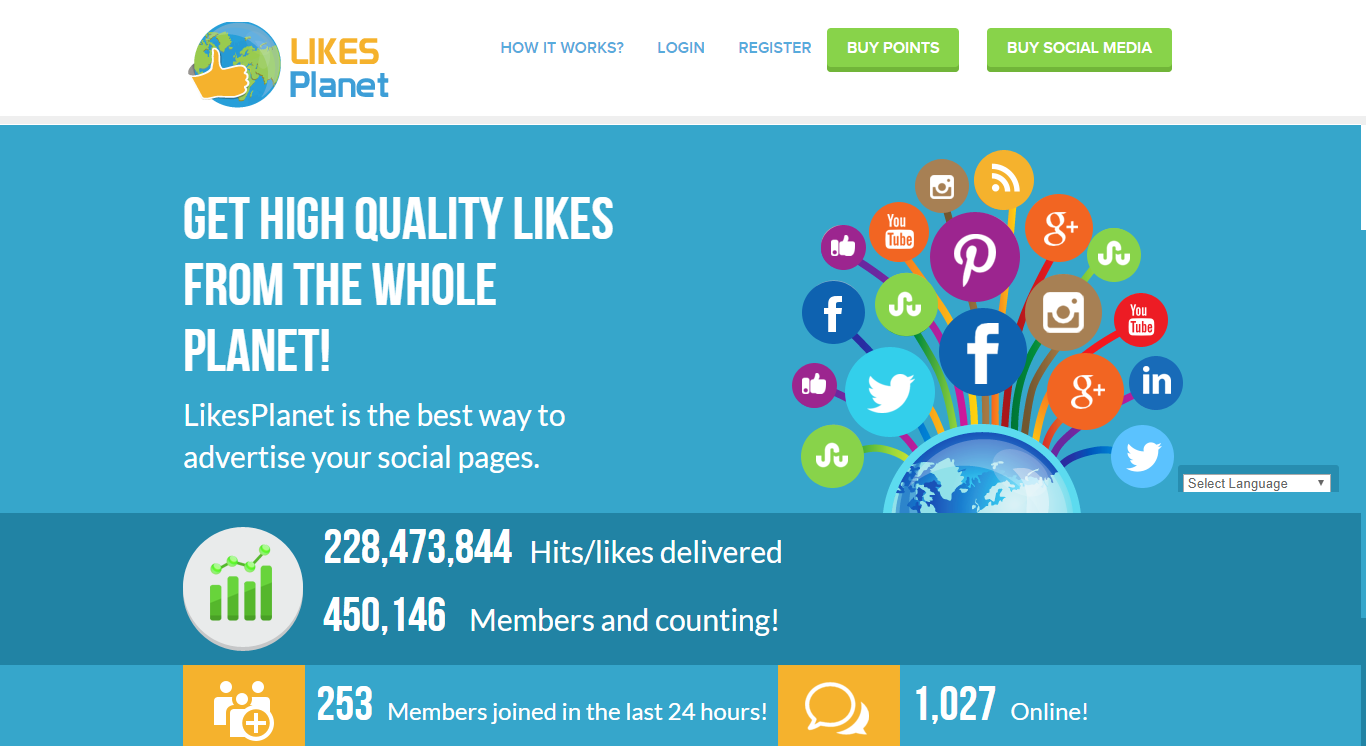 LIKES
Planet
HOW IT WORKS?
LOGIN
REGISTER
BUY POINTS
BUY SOCIAL MEDIA
GET HIGH QUALITY LIKES
FROM THE WHOLE
PLANET!
LikesPlanet is the best way to
advertise your social pages.
You
Tube
g+
You
Tube
f
f
g+
in
Select Language
228,473,844 Hits/likes delivered
450,146 Members and counting!
253 Members joined in the last 24 hours!
1,027 Online!